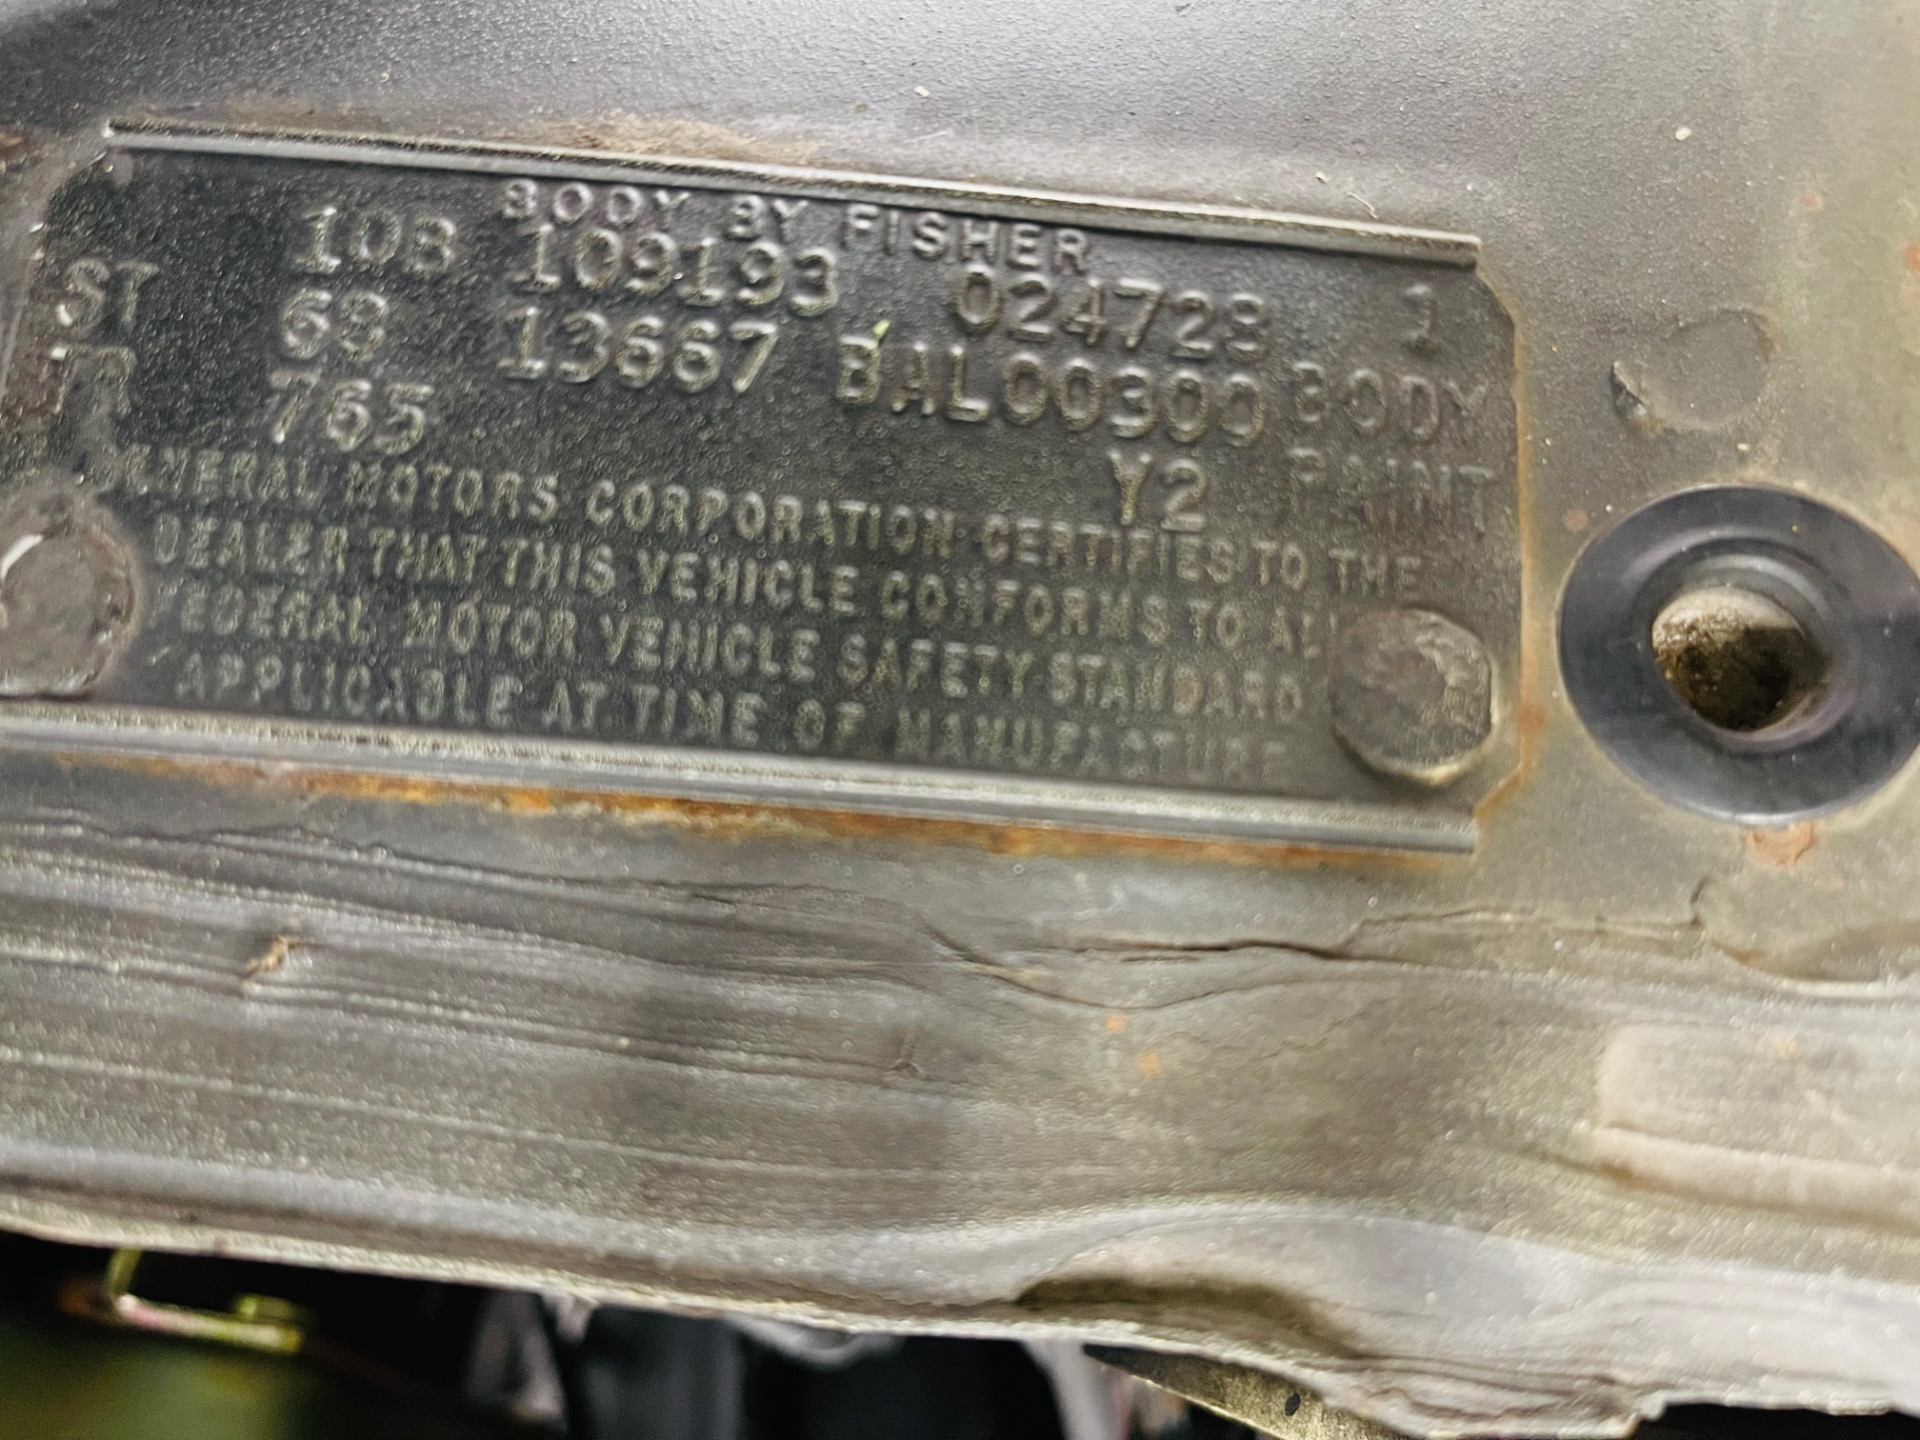 BODY BY FISHER
10B 109193 024728 1
ST 68 13667 BAL00300 BODY
TR 765 Y2 PAINT
GENERAL MOTORS CORPORATION CERTIFIES TO THE
DEALER THAT THIS VEHICLE CONFORMS TO ALL
FEDERAL MOTOR VEHICLE SAFETY STANDARD
APPLICABLE AT TIME OF MANUFACTURE